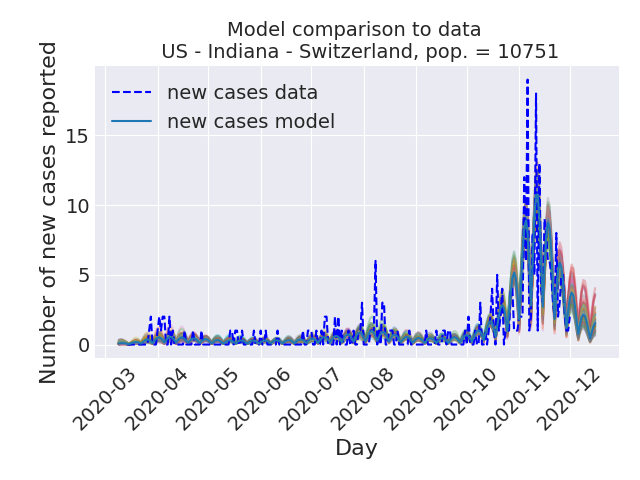 Model comparison to data
US - Indiana - Switzerland, pop. = 10751
new cases data
new cases model
Number of new cases reported
15
10
5
0
2020-03
2020-04
2020-05
2020-06
2020-07
2020-08
2020-09
2020-10
2020-11
2020-12
Day